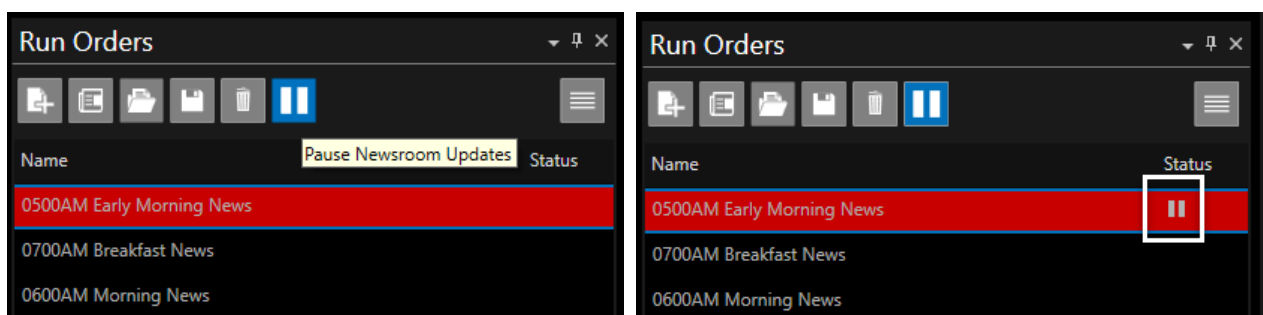 Run Orders
Pause Newsroom Updates
Name Status
0500AM Early Morning News
0700AM Breakfast News
0600AM Morning News
Run Orders
Name Status
0500AM Early Morning News
0700AM Breakfast News
0600AM Morning News